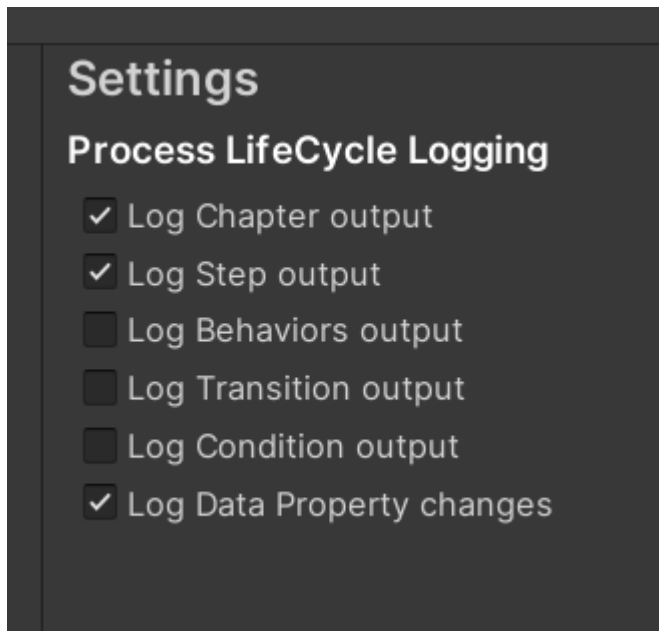 Settings
Process LifeCycle Logging
Log Chapter output
Log Step output
Log Behaviors output
Log Transition output
Log Condition output
Log Data Property changes